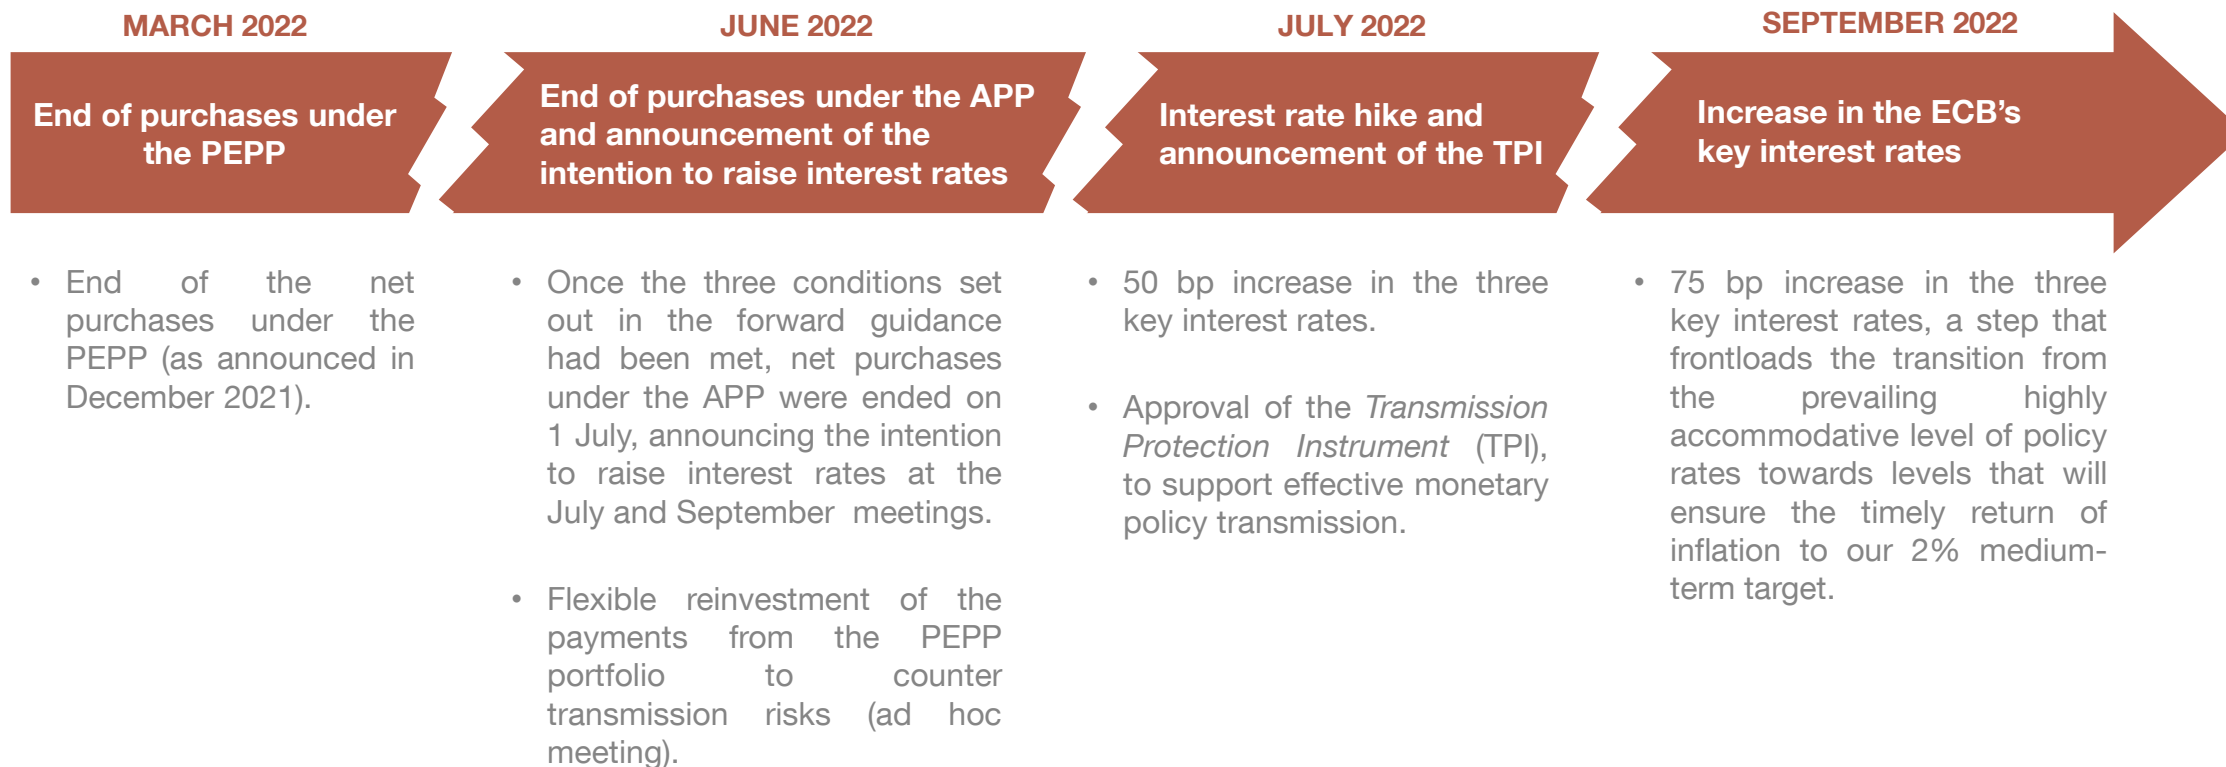 MARCH 2022
End of purchases under
the PEPP
• End of the net
purchases under the
PEPP (as announced in
December 2021).
JUNE 2022
End of purchases under the APP
and announcement of the
intention to raise interest rates
• Once the three conditions set
out in the forward guidance
had been met, net purchases
under the APP were ended on
1 July, announcing the intention
to raise interest rates at the
July and September meetings.
• Flexible reinvestment of the
payments from the PEPP
portfolio to counter
transmission risks (ad hoc
meeting).
JULY 2022
Interest rate hike and
announcement of the TPI
• 50 bp increase in the three
key interest rates.
• Approval of the Transmission
Protection Instrument (TPI),
to support effective monetary
policy transmission.
SEPTEMBER 2022
Increase in the ECB’s
key interest rates
• 75 bp increase in the three
key interest rates, a step that
frontloads the transition from
the prevailing highly
accommodative level of policy
rates towards levels that will
ensure the timely return of
inflation to our 2% medium-
term target.